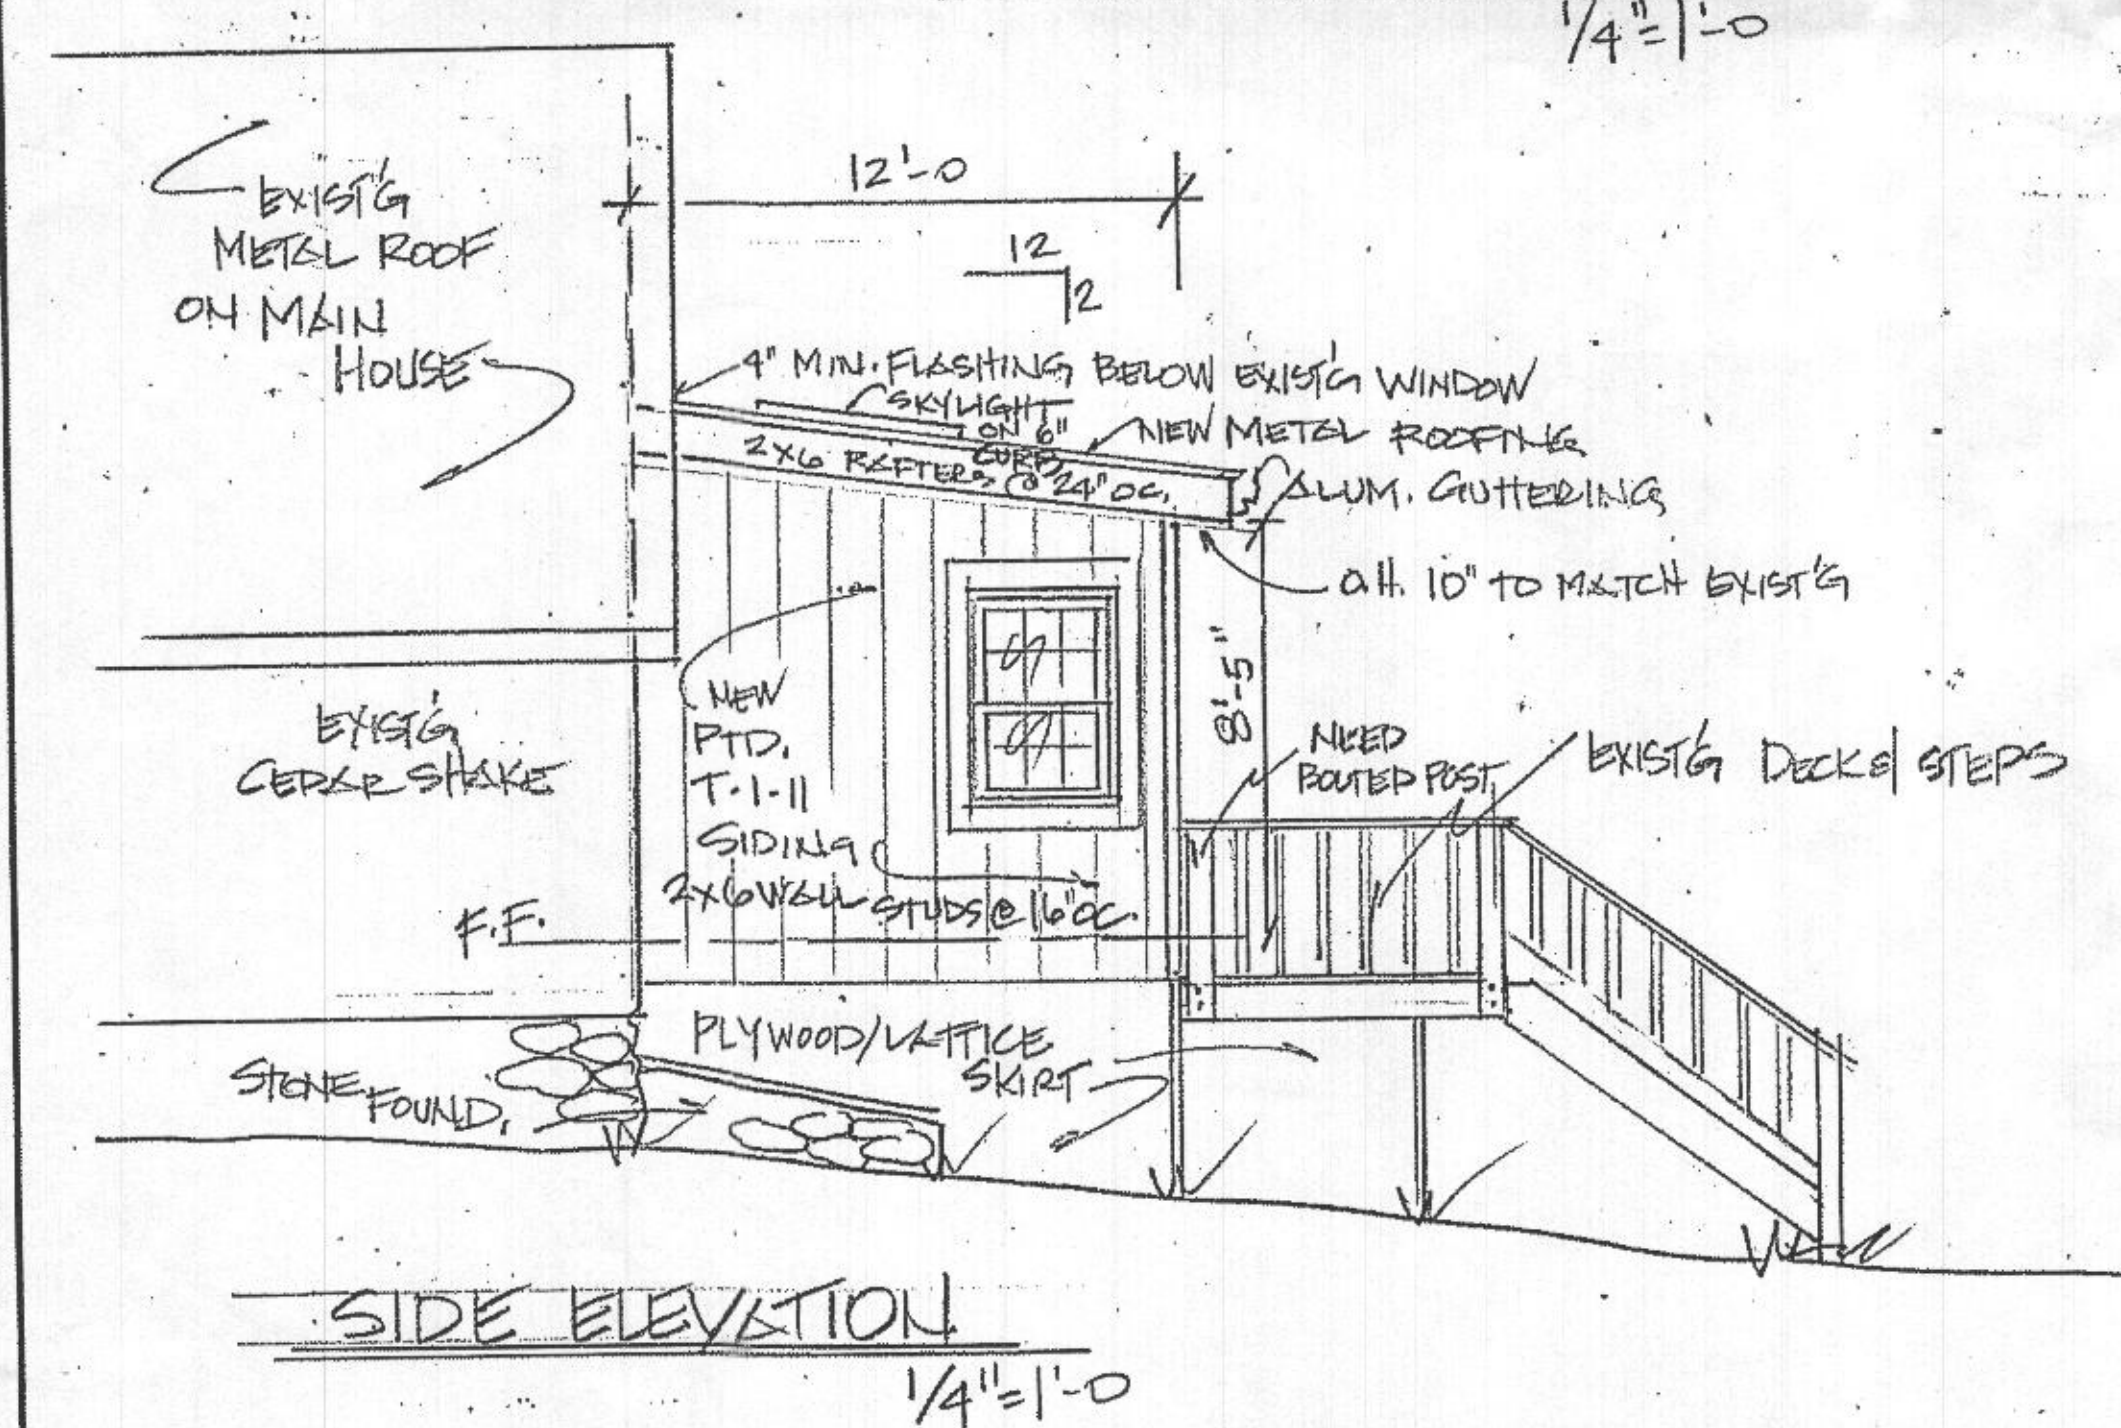 1/4"=1'-0
EXIST'G
METAL ROOF
ON MAIN
HOUSE
12'-0
12
2
4" MIN. FLASHING BELOW EXIST'G WINDOW
SKYLIGHT
ON 6"
CURB
NEW METAL ROOFING
2X6 RAFTERS @ 24" OC.
ALUM. GUTTERING
O.H. 10" TO MATCH EXIST'G
8'-5"
NEW
PTD.
T-1-11
SIDING
2X6 WALL STUDS @ 16" OC.
EXIST'G
CEDAR SHAKE
NEED
BOLTED POST
EXIST'G DECK & STEPS
F.F.
PLYWOOD/LATTICE
SKIRT
STONE
FOUND.
SIDE ELEVATION
1/4"=1'-0